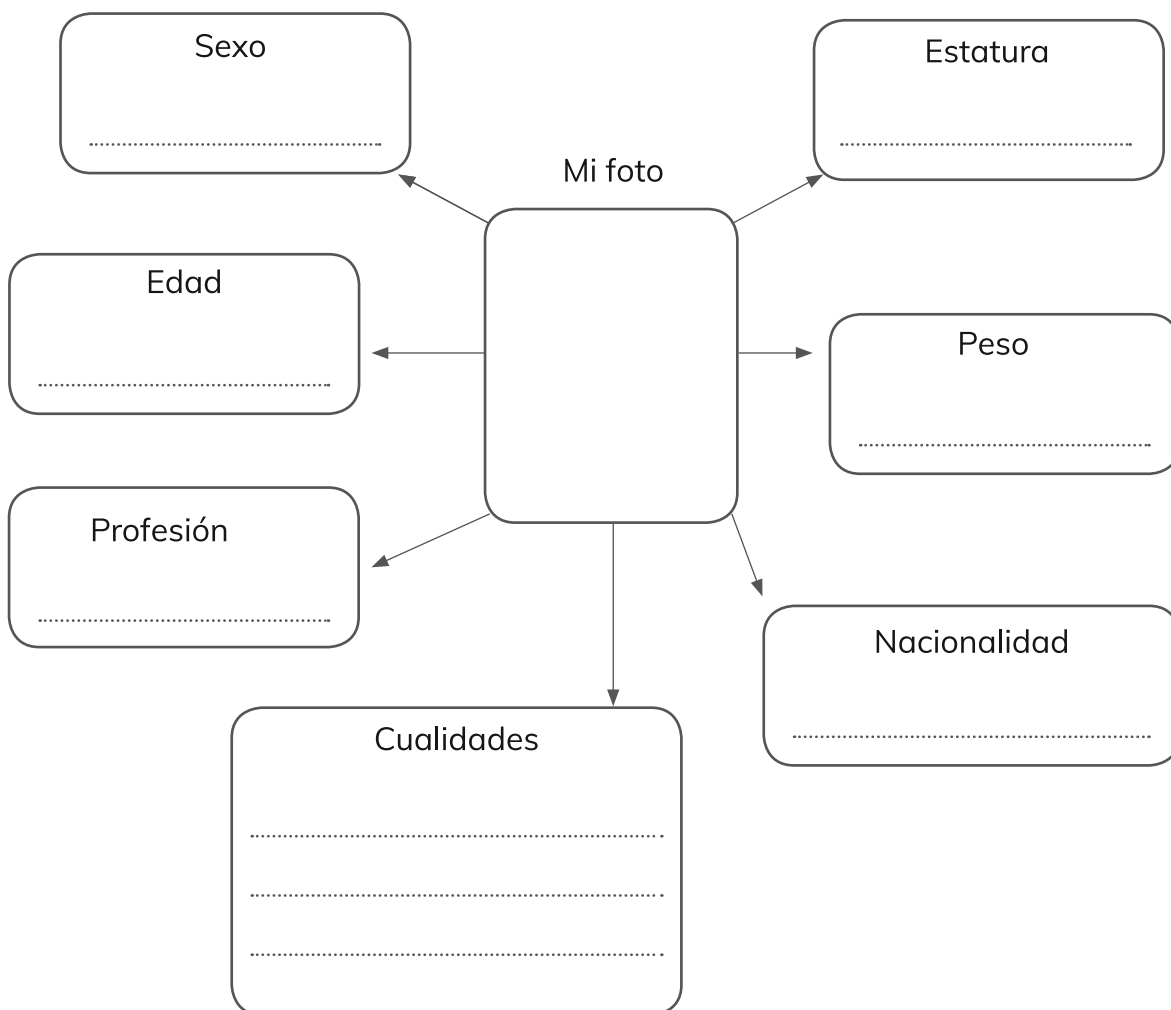 Sexo
Estatura
Mi foto
Edad
Peso
Profesión
Nacionalidad
Cualidades